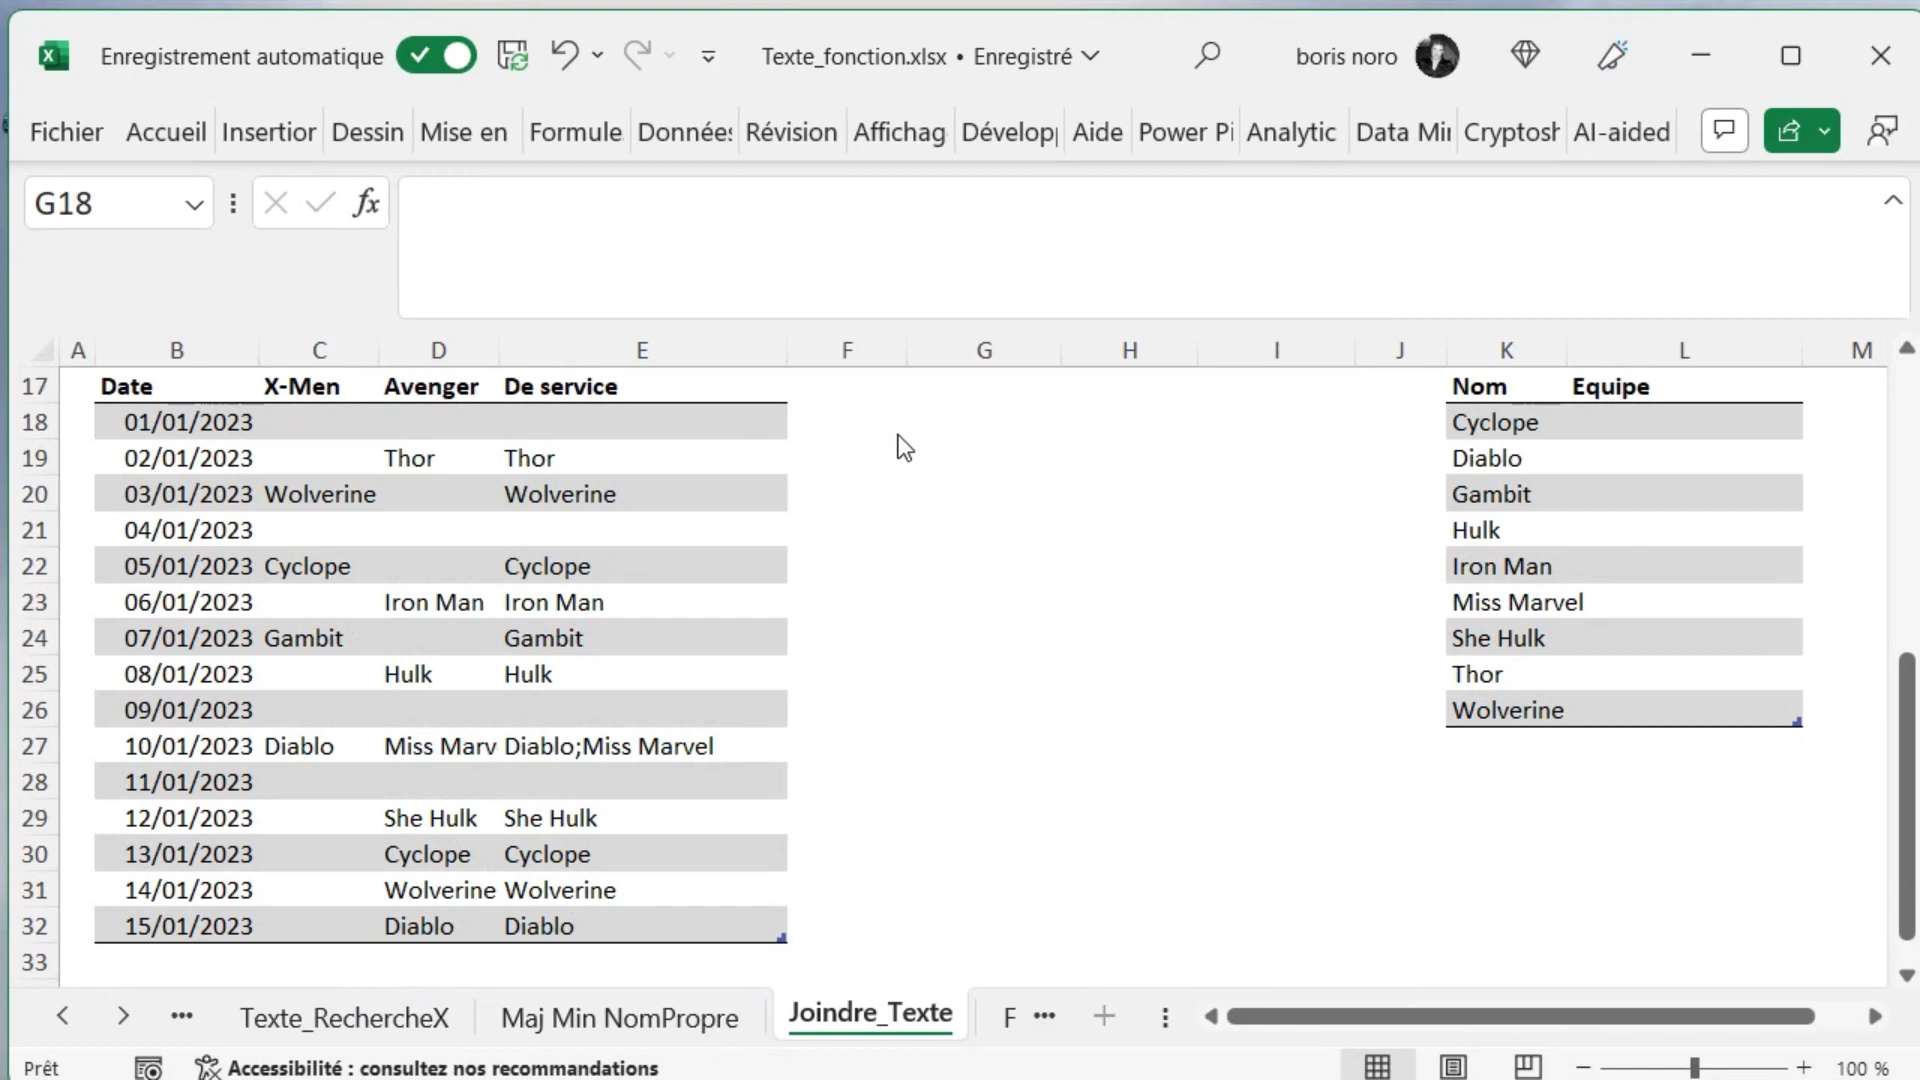 Enregistrement automatique Texte_fonction.xlsx • Enregistré boris noro
Fichier Accueil Insertior Dessin Mise en Formule Donnée: Révision Affichag Dévelop Aide Power Pi Analytic Data Mir Cryptosh AI-aided
G18 fx
A B C D E F G H I J K L M
17 Date X-Men Avenger De service Nom Equipe
18 01/01/2023 Cyclope
19 02/01/2023 Thor Thor Diablo
20 03/01/2023 Wolverine Wolverine Gambit
21 04/01/2023 Hulk
22 05/01/2023 Cyclope Cyclope Iron Man
23 06/01/2023 Iron Man Iron Man Miss Marvel
24 07/01/2023 Gambit Gambit She Hulk
25 08/01/2023 Hulk Hulk Thor
26 09/01/2023 Wolverine
27 10/01/2023 Diablo Miss Marv Diablo;Miss Marvel
28 11/01/2023
29 12/01/2023 She Hulk She Hulk
30 13/01/2023 Cyclope Cyclope
31 14/01/2023 Wolverine Wolverine
32 15/01/2023 Diablo Diablo
33
••• Texte_RechercheX Maj Min NomPropre Joindre_Texte F •••
Prêt Accessibilité : consultez nos recommandations 100 %